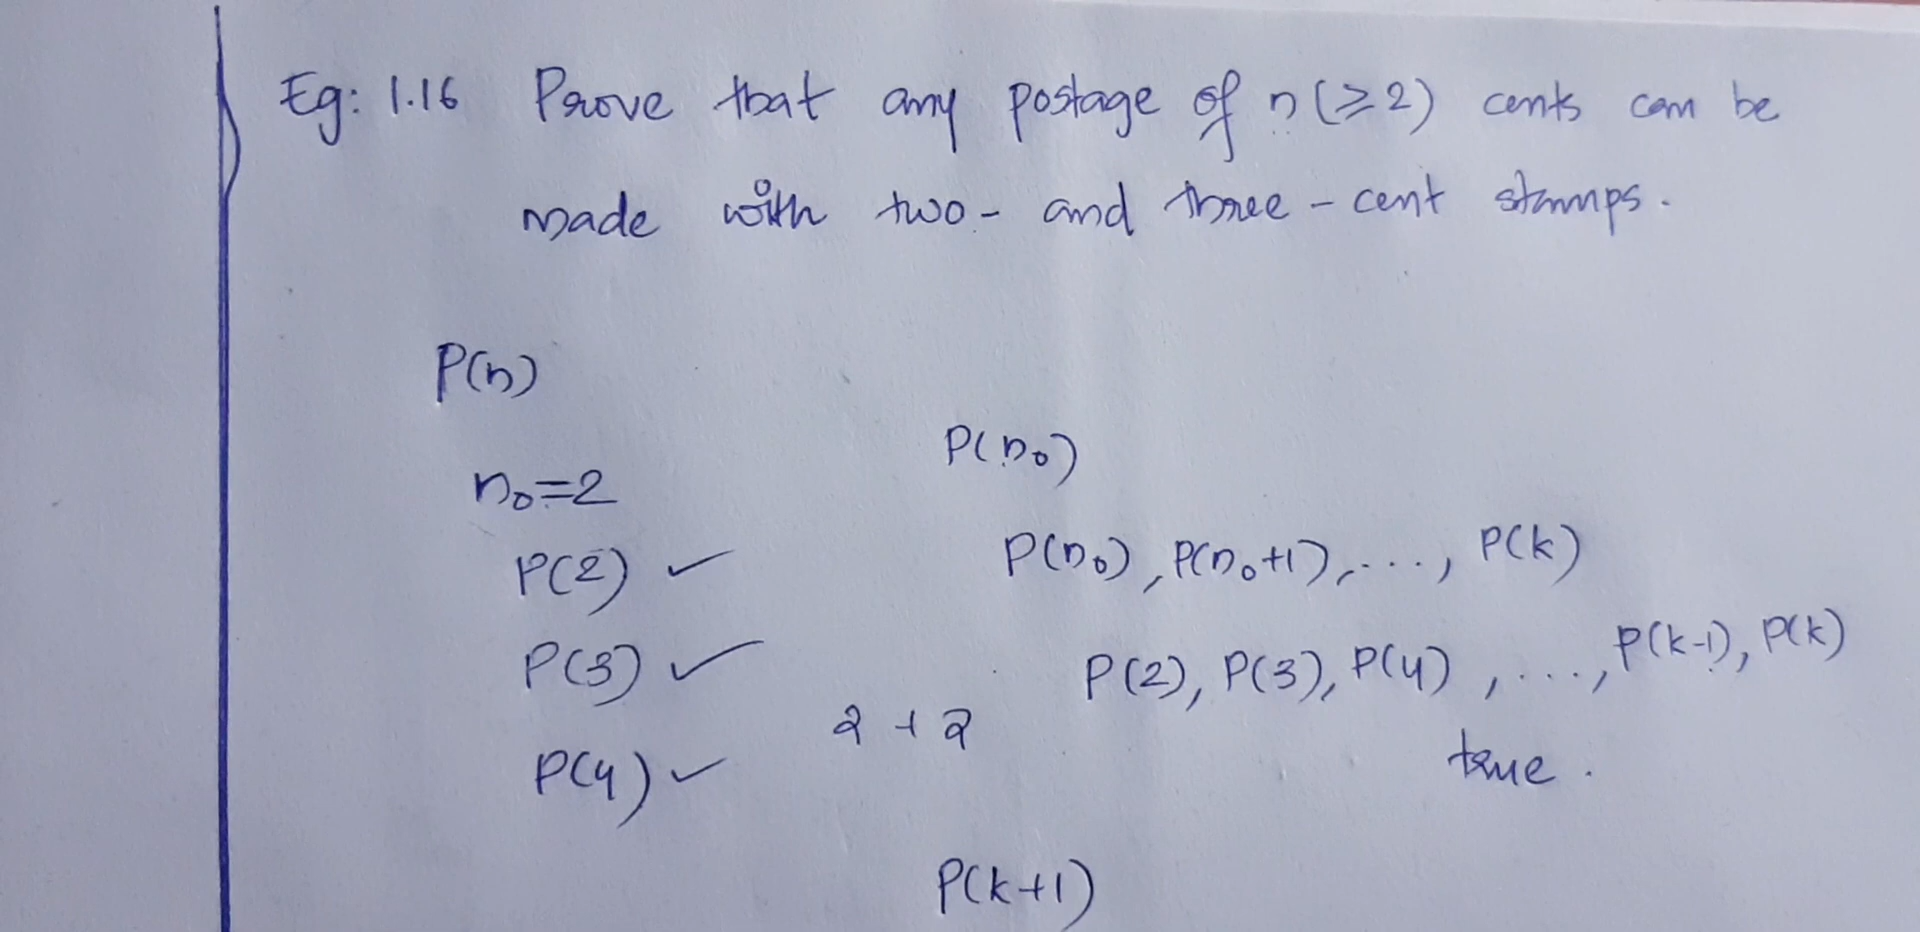 Eg: 1.16 Prove that any postage of n(≥2) cents can be
made with two- and three-cent stamps.
P(n)
P(n₀)
n₀=2
P(2) ✓
P(n₀), P(n₀+1), ..., P(k)
P(3) ✓
P(2), P(3), P(4), ..., P(k-1), P(k)
2+2
true.
P(4) ✓
P(k+1)